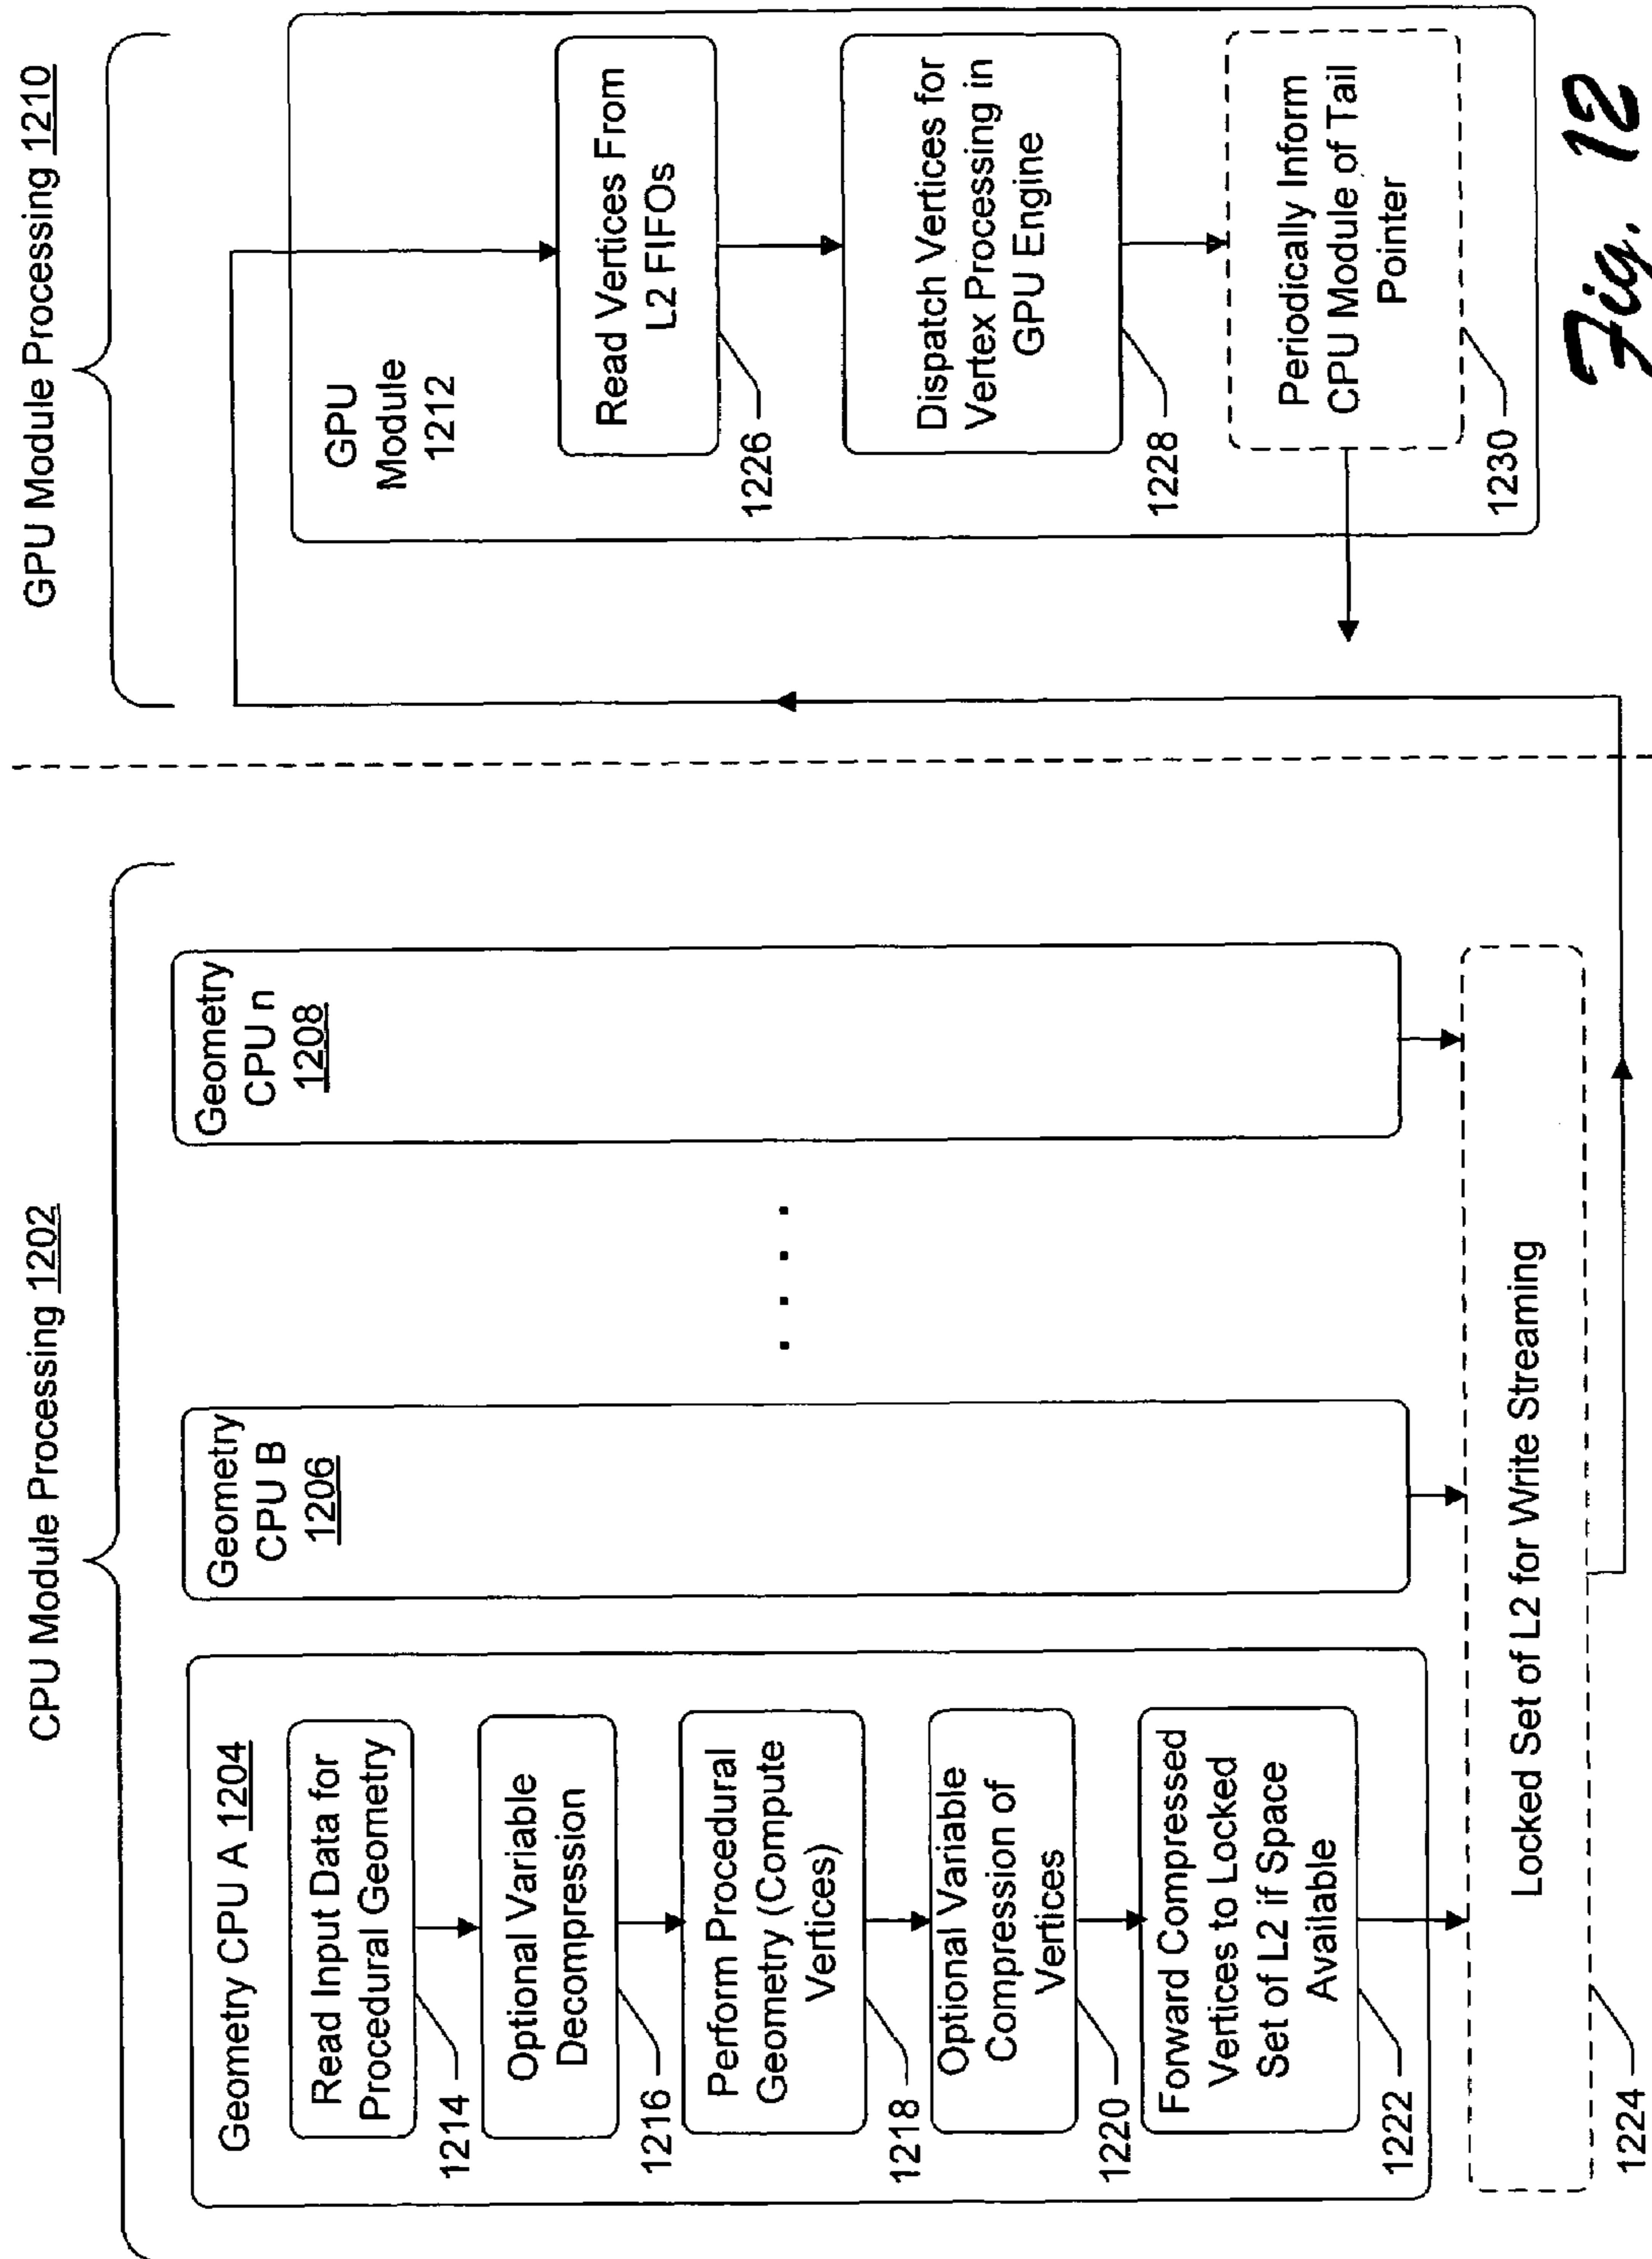 CPU Module Processing 1202
Geometry CPU A 1204
Read Input Data for
Procedural Geometry
1214
Optional Variable
Decompression
1216
Perform Procedural
Geometry (Compute
Vertices)
1218
Optional Variable
Compression of
Vertices
1220
Forward Compressed
Vertices to Locked
Set of L2 if Space
Available
1222
Geometry
CPU B
1206
. . . .
Geometry
CPU n
1208
Locked Set of L2 for Write Streaming
1224
GPU Module Processing 1210
GPU
Module
1212
Read Vertices From
L2 FIFOs
1226
Dispatch Vertices for
Vertex Processing in
GPU Engine
1228
Periodically Inform
CPU Module of Tail
Pointer
1230
Fig. 12